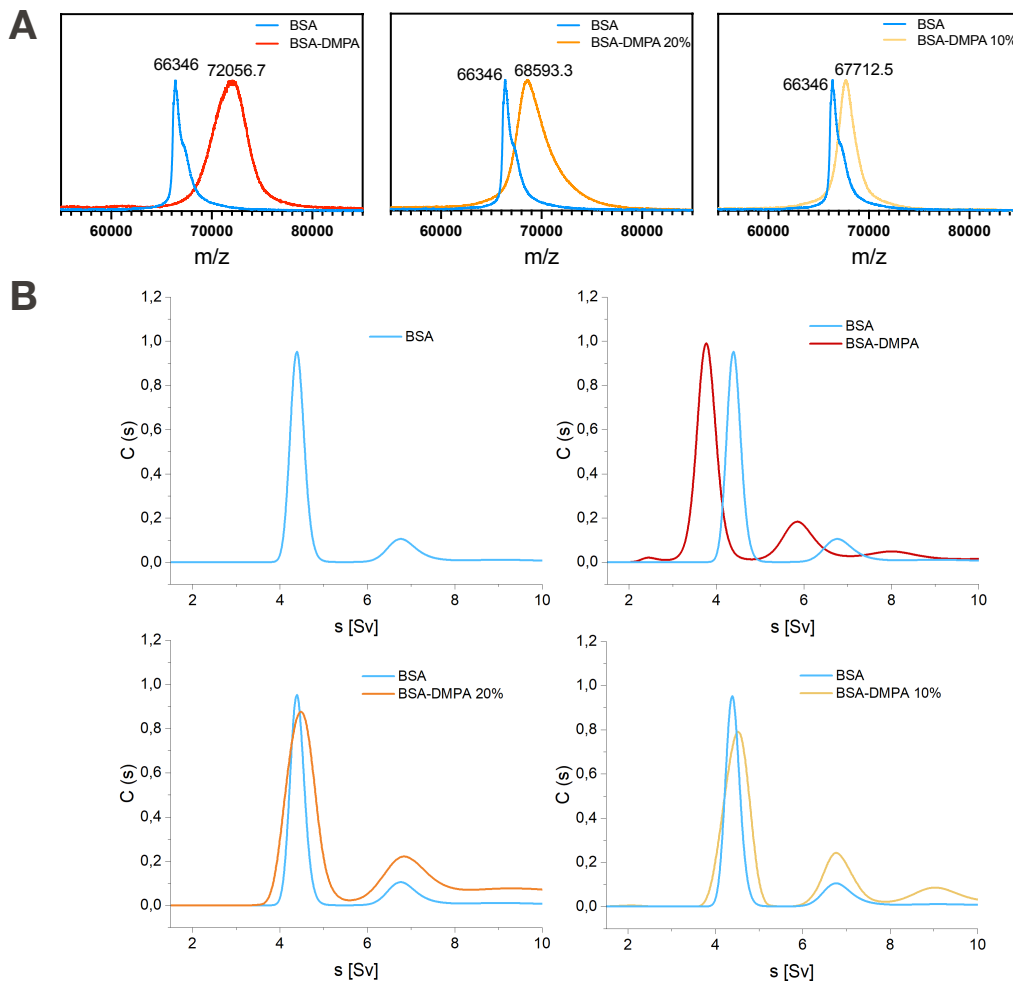 A
BSA
BSA-DMPA
66346
72056.7
60000 70000 80000
m/z
BSA
BSA-DMPA 20%
66346
68593.3
60000 70000 80000
m/z
BSA
BSA-DMPA 10%
66346
67712.5
60000 70000 80000
m/z
B
1,2
1,0
0,8
0,6
0,4
0,2
0,0
C (s)
BSA
2 4 6 8 10
s [Sv]
1,2
1,0
0,8
0,6
0,4
0,2
0,0
C (s)
BSA
BSA-DMPA
2 4 6 8 10
s [Sv]
1,2
1,0
0,8
0,6
0,4
0,2
0,0
C (s)
BSA
BSA-DMPA 20%
2 4 6 8 10
s [Sv]
1,2
1,0
0,8
0,6
0,4
0,2
0,0
C (s)
BSA
BSA-DMPA 10%
2 4 6 8 10
s [Sv]